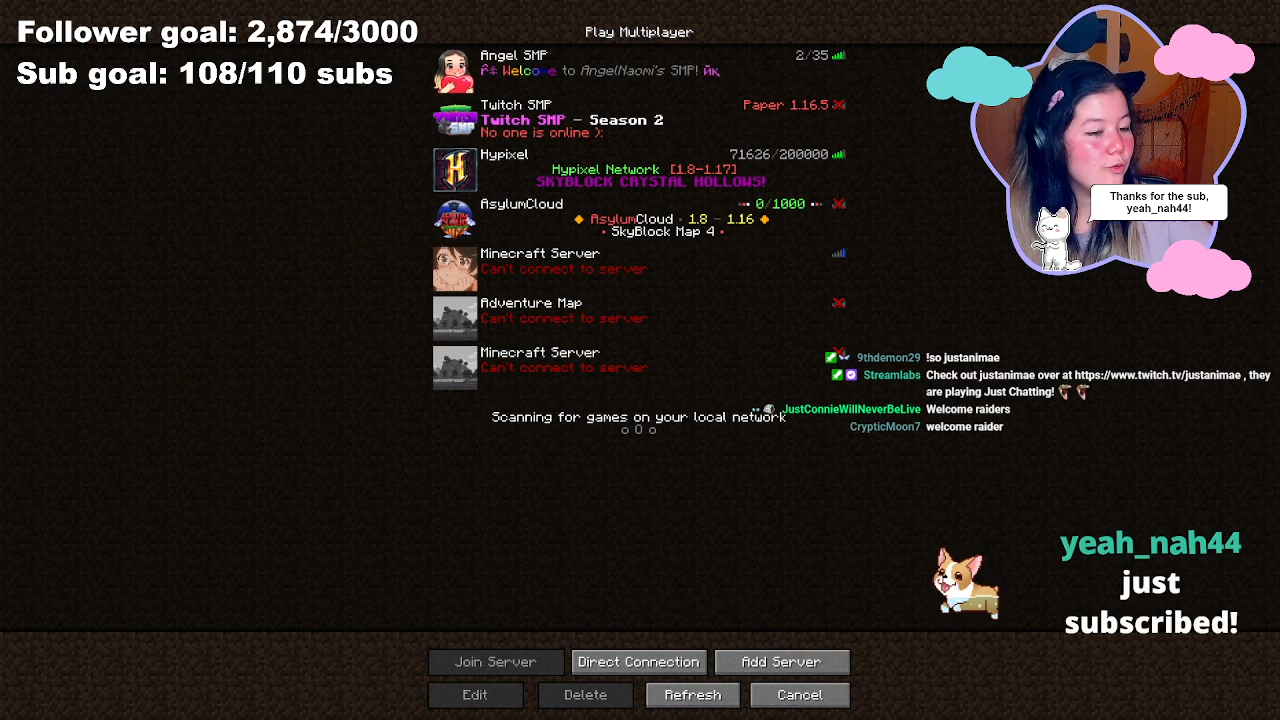 Follower goal: 2,874/3000
Sub goal: 108/110 subs
Play Multiplayer
Angel SMP
2/35
Welcome to AngelNaomi's SMP!
Twitch SMP
Paper 1.16.5
Twitch SMP - Season 2
No one is online ):
Hypixel
71626/200000
Hypixel Network [1.8-1.17]
SKYBLOCK CRYSTAL HOLLOWS!
AsylumCloud
0/1000
AsylumCloud · 1.8 - 1.16
• SkyBlock Map 4 •
Minecraft Server
Can't connect to server
Adventure Map
Can't connect to server
Minecraft Server
Can't connect to server
Scanning for games on your local network
o O o
Thanks for the sub,
yeah_nah44!
9thdemon29 !so justanimae
Streamlabs Check out justanimae over at https://www.twitch.tv/justanimae , they
are playing Just Chatting!
JustConnieWillNeverBeLive Welcome raiders
CrypticMoon7 welcome raider
yeah_nah44
just
subscribed!
Join Server
Direct Connection
Add Server
Edit
Delete
Refresh
Cancel